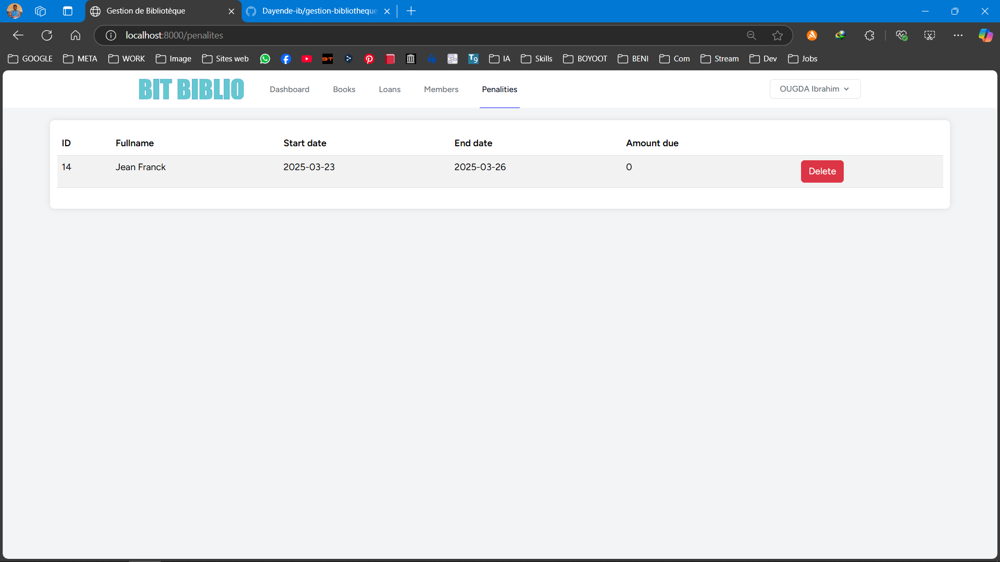 Gestion de Bibliotèque
Dayende-ib/gestion-bibliotheque
localhost:8000/penalites
GOOGLE META WORK Image Sites web GT T9 IA Skills BOYOOT BENI Com Stream Dev Jobs
BIT BIBLIO Dashboard Books Loans Members Penalities OUGDA Ibrahim
ID Fullname Start date End date Amount due
14 Jean Franck 2025-03-23 2025-03-26 0 Delete